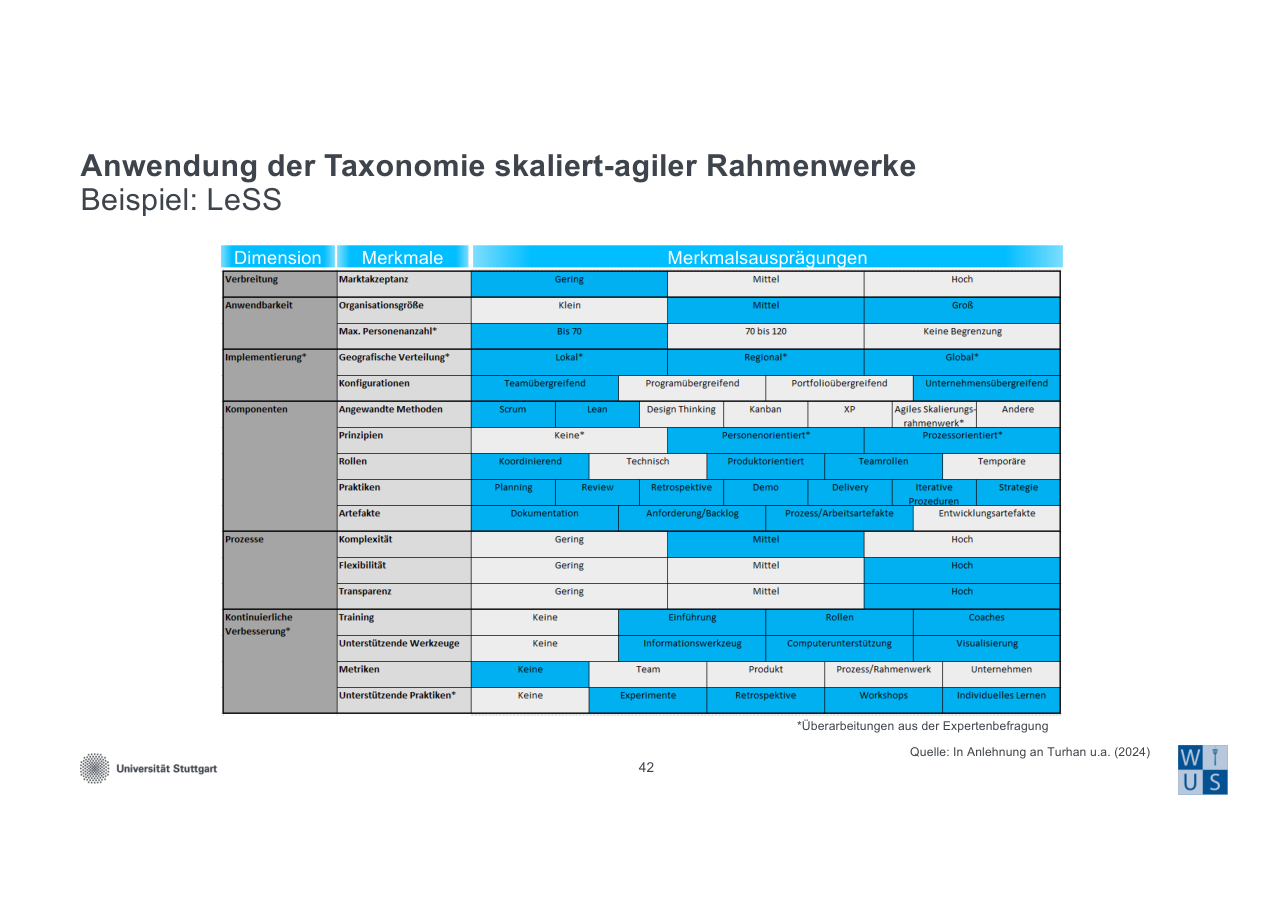 Anwendung der Taxonomie skaliert-agiler Rahmenwerke
Beispiel: LeSS
Dimension Merkmale Merkmalsausprägungen
Verbreitung Marktakzeptanz Gering Mittel Hoch
Anwendbarkeit Organisationsgröße Klein Mittel Groß
Max. Personenanzahl* Bis 70 70 bis 120 Keine Begrenzung
Implementierung* Geografische Verteilung* Lokal* Regional* Global*
Konfigurationen Teamübergreifend Programübergreifend Portfolioübergreifend Unternehmensübergreifend
Komponenten Angewandte Methoden Scrum Lean Design Thinking Kanban XP Agiles Skalierungs- Andere
rahmenwerk*
Prinzipien Keine* Personenorientiert* Prozessorientiert*
Rollen Koordinierend Technisch Produktorientiert Teamrollen Temporäre
Praktiken Planning Review Retrospektive Demo Delivery Iterative Strategie
Prozeduren
Artefakte Dokumentation Anforderung/Backlog Prozess/Arbeitsartefakte Entwicklungsartefakte
Prozesse Komplexität Gering Mittel Hoch
Flexibilität Gering Mittel Hoch
Transparenz Gering Mittel Hoch
Kontinuierliche Training Keine Einführung Rollen Coaches
Verbesserung*
Unterstützende Werkzeuge Keine Informationswerkzeug Computerunterstützung Visualisierung
Metriken Keine Team Produkt Prozess/Rahmenwerk Unternehmen
Unterstützende Praktiken* Keine Experimente Retrospektive Workshops Individuelles Lernen
*Überarbeitungen aus der Expertenbefragung
Quelle: In Anlehnung an Turhan u.a. (2024)
Universität Stuttgart
42
W I
U S